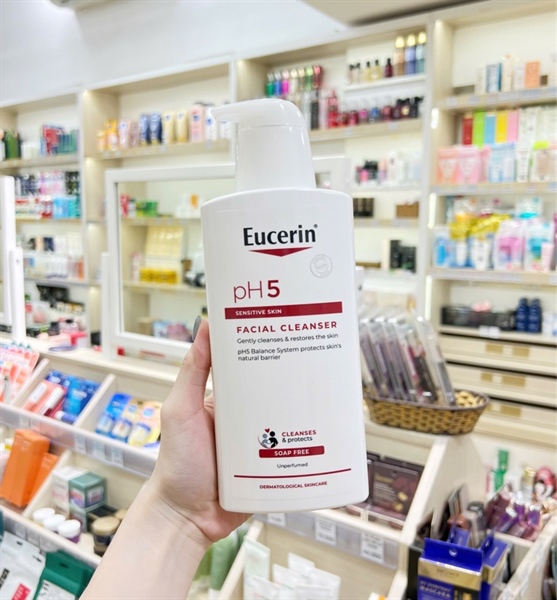 Eucerin®
pH5
SENSITIVE SKIN
FACIAL CLEANSER
Gently cleanses & restores the skin
pH5 Balance System protects skin's
natural barrier
CLEANSES
& protects
SOAP FREE
Unperfumed
DERMATOLOGICAL SKINCARE